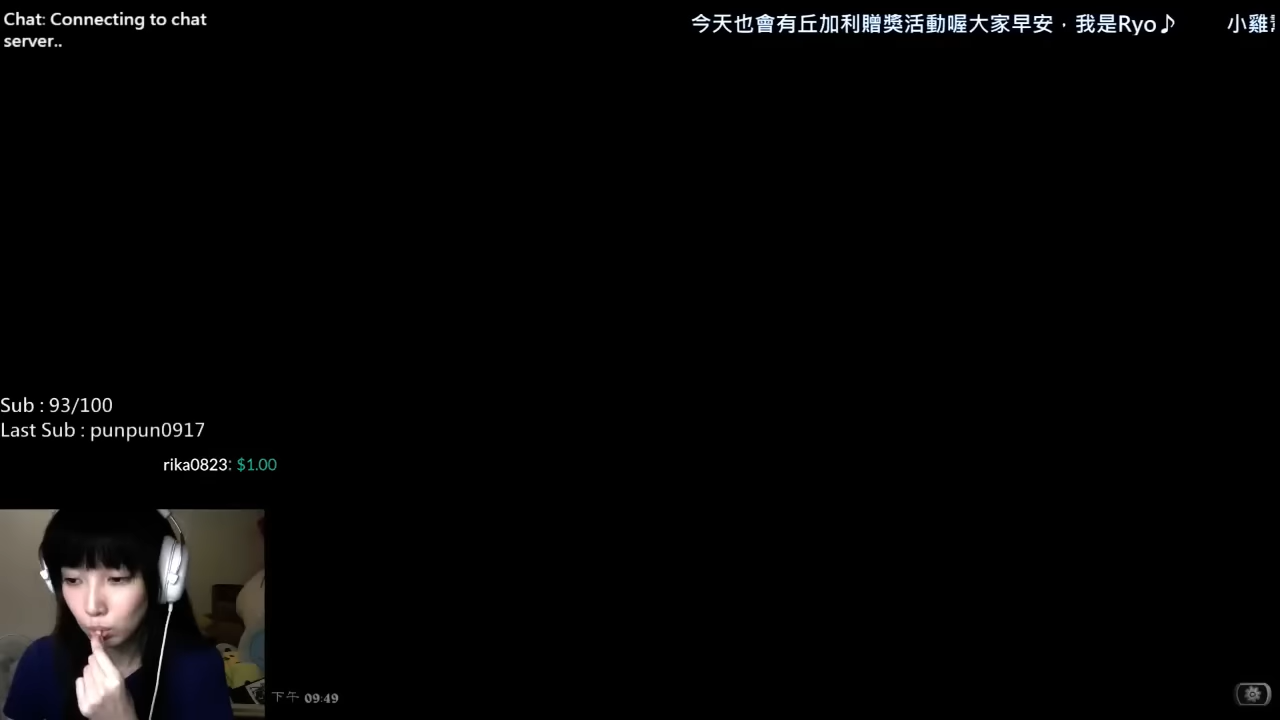 Chat: Connecting to chat
server..
今天也會有丘加利贈獎活動喔大家早安，我是Ryo♪ 小雞
Sub : 93/100
Last Sub : punpun0917
rika0823: $1.00
下午 09:49